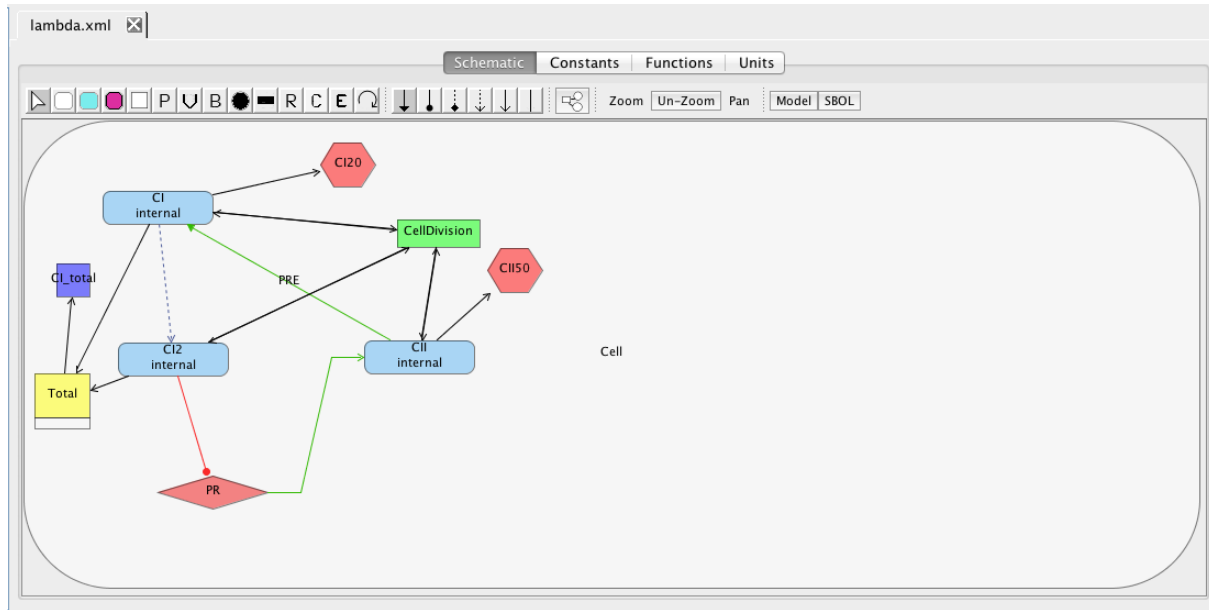 lambda.xml
Schematic Constants Functions Units
P V B R C E Zoom Un-Zoom Pan Model SBOL
CI20
CI
internal
CellDivision
CII50
CI_total
PRE
CI2
internal
CII
internal
Cell
Total
PR